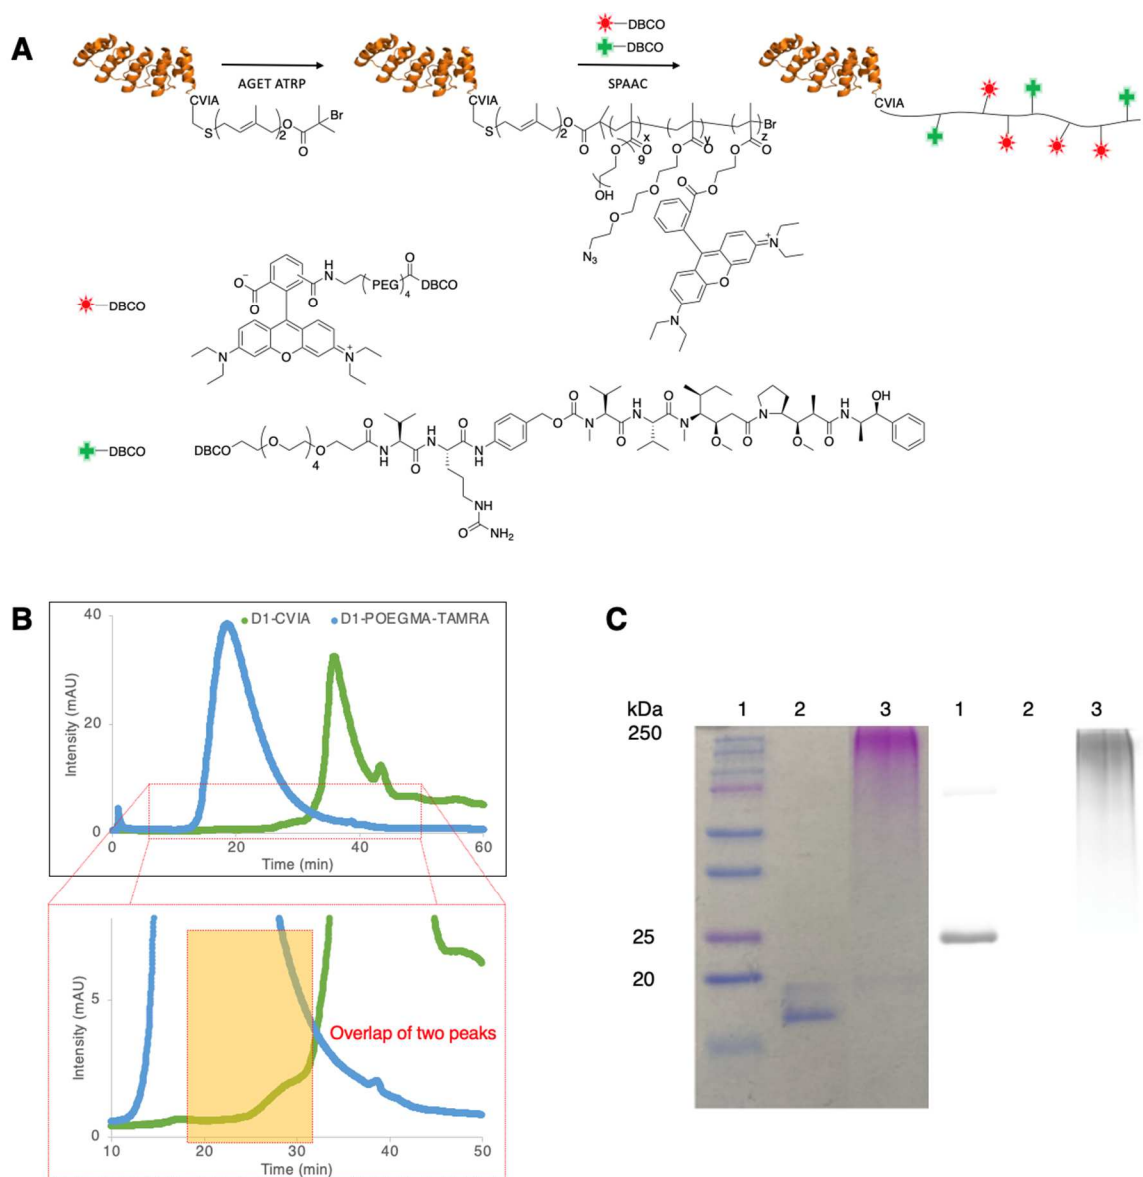 A
AGET ATRP
DBCO
DBCO
SPAAC
CVIA
S
2
O
O
Br
CVIA
S
2
O
O
x
O
O
9
OH
y
O
O
O
O
N3
z
O
O
O
O
Br
O
N+
N
CVIA
DBCO
O−
O
H
N
O
PEG
4
O
DBCO
N
O
N+
DBCO
DBCO
O
4
O
O
N
H
O
H
N
O
N
H
NH
O
NH2
O
O
N
O
H
N
O
N
O
O
N
O
O
H
N
OH
B
40
20
0
Intensity (mAU)
D1-CVIA
D1-POEGMA-TAMRA
0
20
40
60
Time (min)
5
0
Intensity (mAU)
Overlap of two peaks
10
20
30
40
50
Time (min)
C
kDa
1
2
3
1
2
3
250
25
20